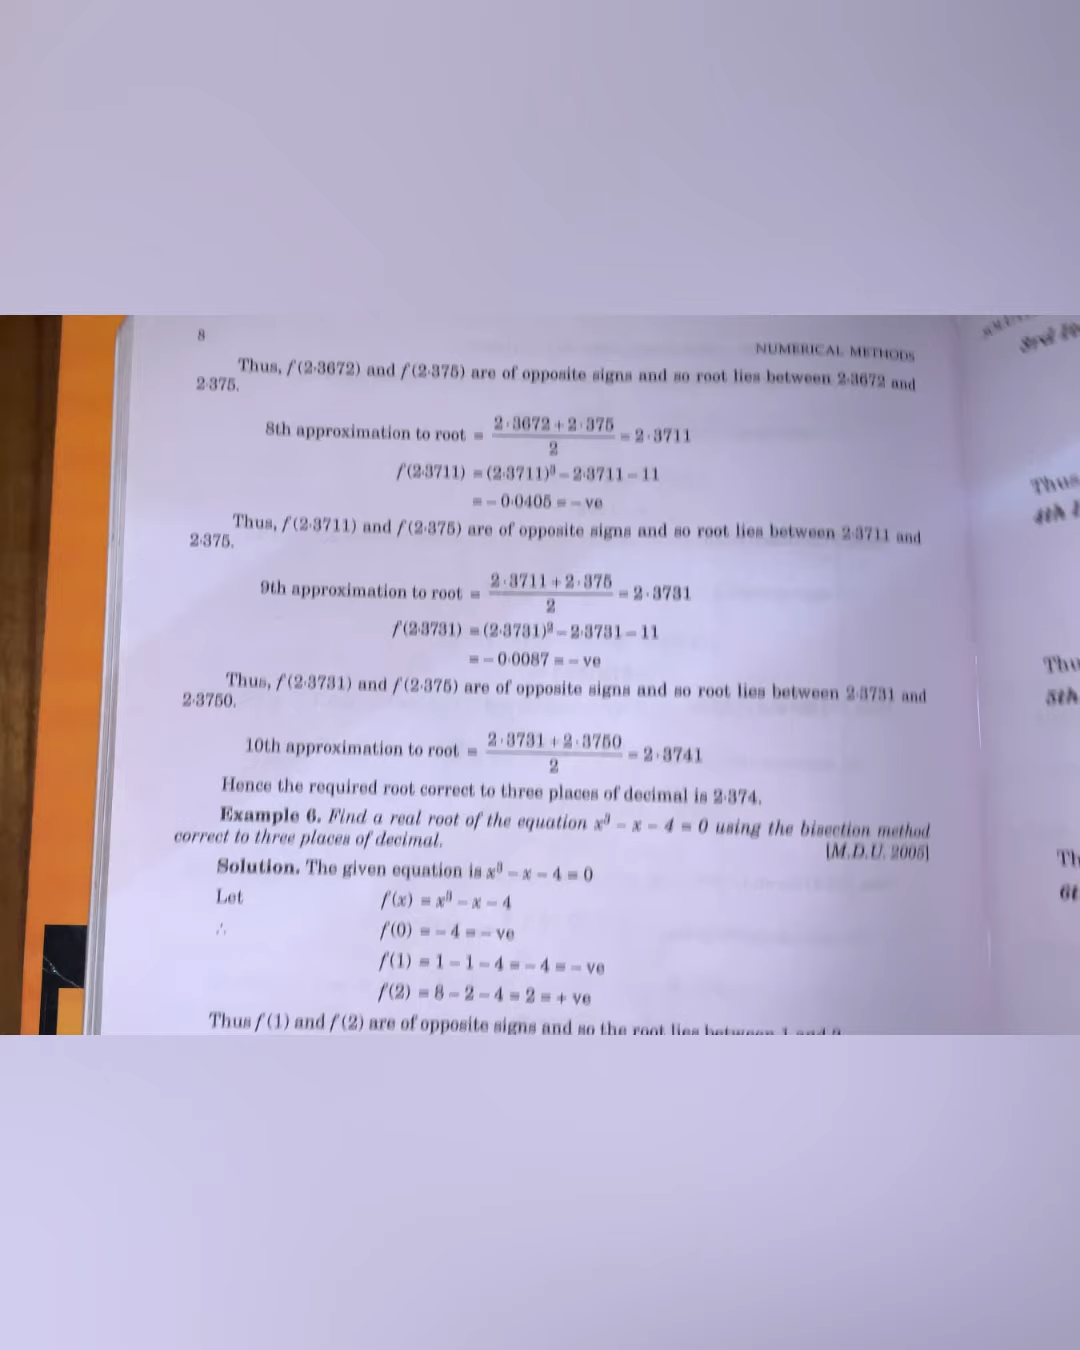 8
NUMERICAL METHODS
Thus, f (2·3672) and f (2·375) are of opposite signs and so root lies between 2·3672 and
2·375.
8th approximation to root = (2·3672 + 2·375)/2 = 2·3711
f (2·3711) = (2·3711)³ − 2·3711 − 11
= − 0·0405 = − ve
Thus, f (2·3711) and f (2·375) are of opposite signs and so root lies between 2·3711 and
2·375.
9th approximation to root = (2·3711 + 2·375)/2 = 2·3731
f (2·3731) = (2·3731)³ − 2·3731 − 11
= − 0·0087 = − ve
Thus, f (2·3731) and f (2·375) are of opposite signs and so root lies between 2·3731 and
2·3750.
10th approximation to root = (2·3731 + 2·3750)/2 = 2·3741
Hence the required root correct to three places of decimal is 2·374.
Example 6. Find a real root of the equation x³ − x − 4 = 0 using the bisection method
correct to three places of decimal. [M.D.U. 2005]
Solution. The given equation is x³ − x − 4 = 0
Let f (x) = x³ − x − 4
∴ f (0) = − 4 = − ve
f (1) = 1 − 1 − 4 = − 4 = − ve
f (2) = 8 − 2 − 4 = 2 = + ve
Thus f (1) and f (2) are of opposite signs and so the root lies between 1 and 2
Thus
4th
5th
6t